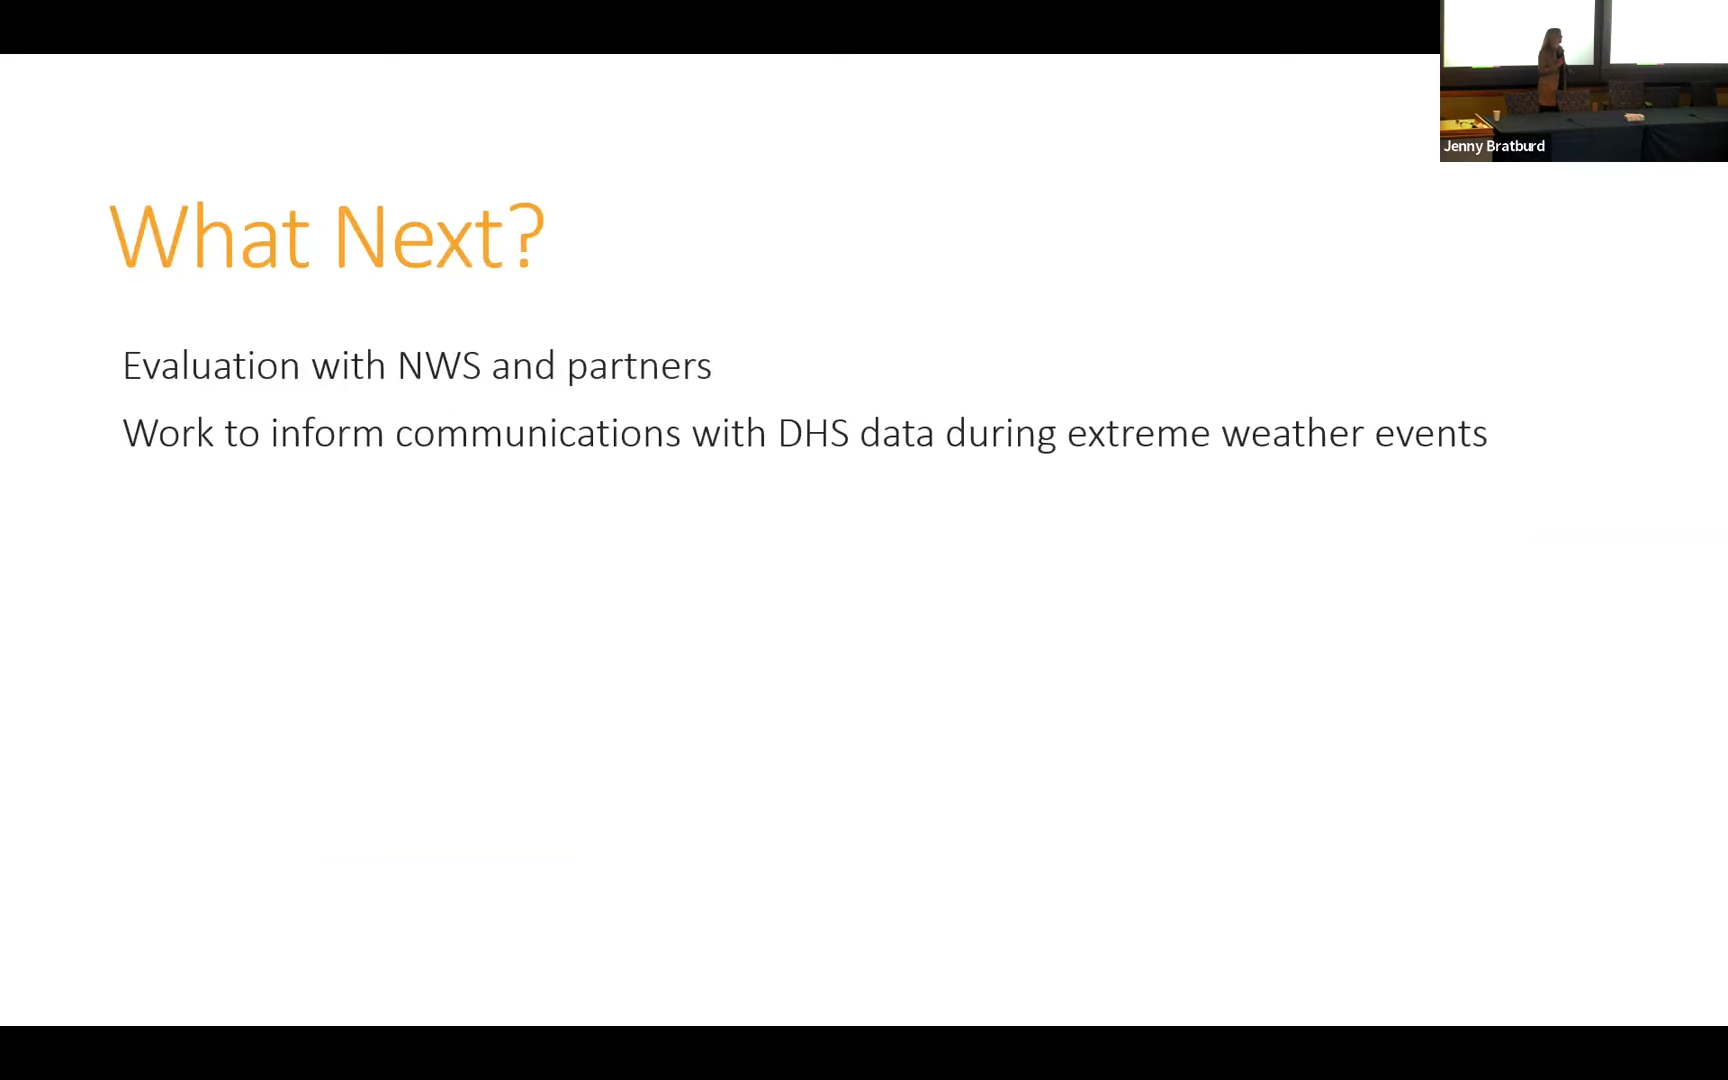 Jenny Bratburd
What Next?
Evaluation with NWS and partners
Work to inform communications with DHS data during extreme weather events